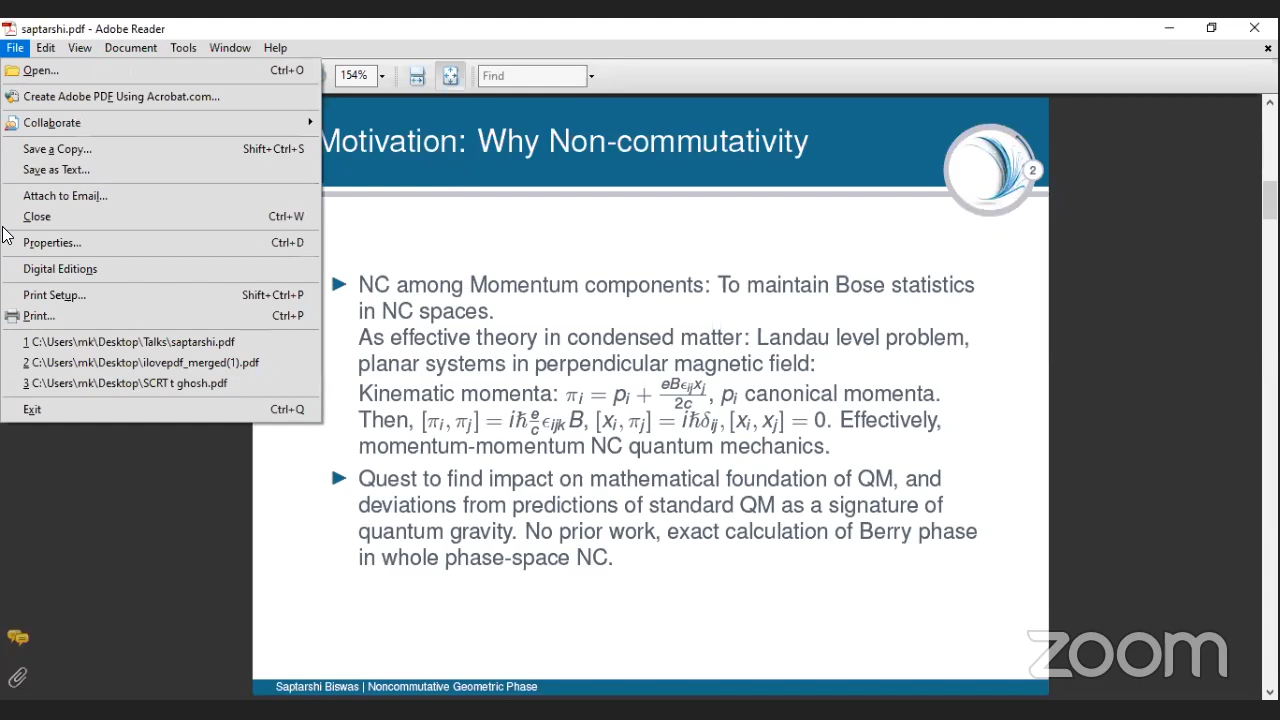 saptarshi.pdf - Adobe Reader
File Edit View Document Tools Window Help
Open... Ctrl+O
154% Find
Create Adobe PDF Using Acrobat.com...
Collaborate
Save a Copy... Shift+Ctrl+S
Save as Text...
Attach to Email...
Close Ctrl+W
Properties... Ctrl+D
Digital Editions
Print Setup... Shift+Ctrl+P
Print... Ctrl+P
1 C:\Users\mk\Desktop\Talks\saptarshi.pdf
2 C:\Users\mk\Desktop\ilovepdf_merged(1).pdf
3 C:\Users\mk\Desktop\SCRT t ghosh.pdf
Exit Ctrl+Q
Motivation: Why Non-commutativity
2
► NC among Momentum components: To maintain Bose statistics
in NC spaces.
As effective theory in condensed matter: Landau level problem,
planar systems in perpendicular magnetic field:
Kinematic momenta: πᵢ = pᵢ + eBϵᵢⱼxⱼ/2c, pᵢ canonical momenta.
Then, [πᵢ, πⱼ] = iħ e/c ϵᵢⱼₖB, [xᵢ, πⱼ] = iħδᵢⱼ, [xᵢ, xⱼ] = 0. Effectively,
momentum-momentum NC quantum mechanics.
► Quest to find impact on mathematical foundation of QM, and
deviations from predictions of standard QM as a signature of
quantum gravity. No prior work, exact calculation of Berry phase
in whole phase-space NC.
zoom
Saptarshi Biswas | Noncommutative Geometric Phase